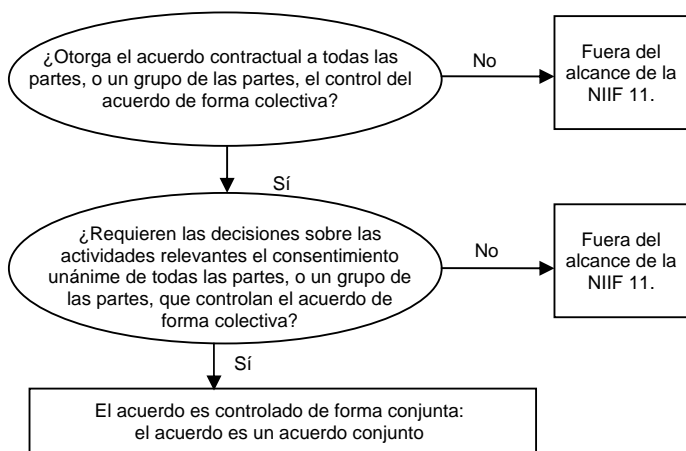 ¿Otorga el acuerdo contractual a todas las
partes, o un grupo de las partes, el control del
acuerdo de forma colectiva?
No
Fuera del
alcance de la
NIIF 11.
Sí
¿Requieren las decisiones sobre las
actividades relevantes el consentimiento
unánime de todas las partes, o un grupo de
las partes, que controlan el acuerdo de
forma colectiva?
No
Fuera del
alcance de la
NIIF 11.
Sí
El acuerdo es controlado de forma conjunta:
el acuerdo es un acuerdo conjunto